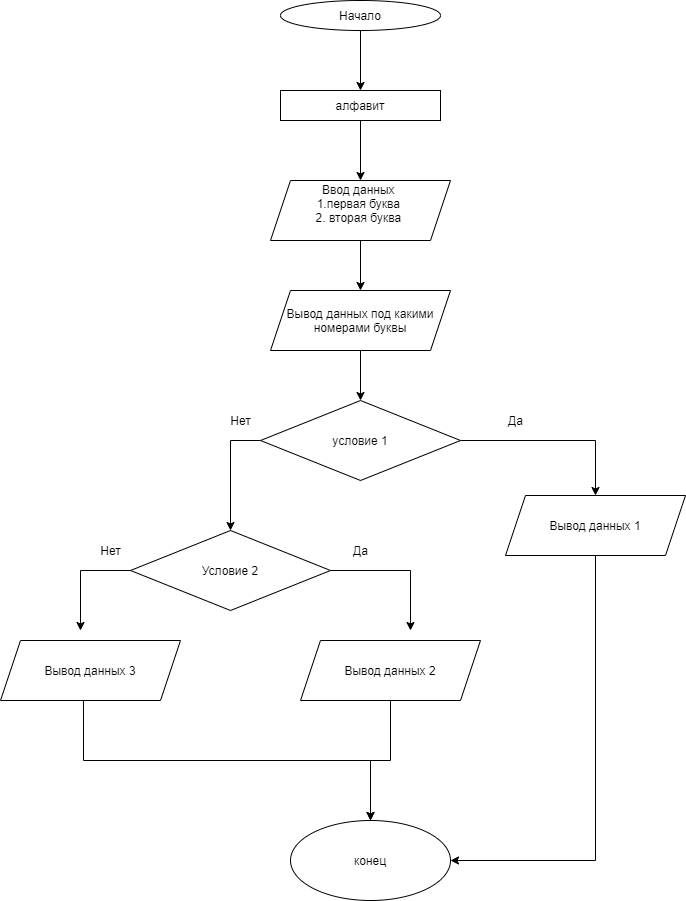 Начало
алфавит
Ввод данных
1.первая буква
2. вторая буква
Вывод данных под какими
номерами буквы
Нет
Да
условие 1
Вывод данных 1
Нет
Да
Условие 2
Вывод данных 3
Вывод данных 2
конец